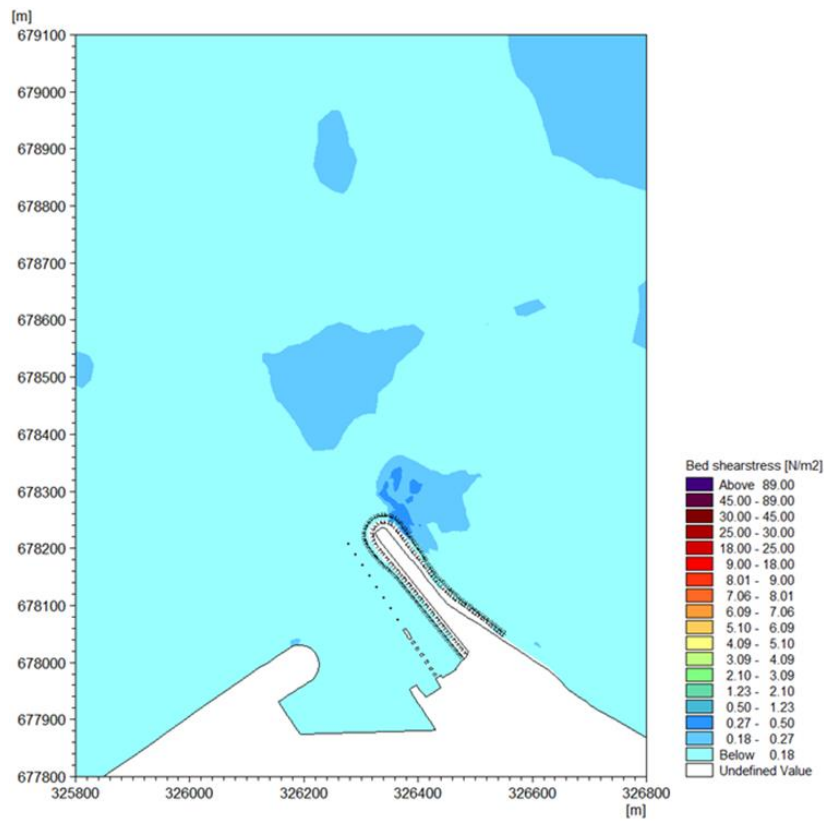 [m]
679100
679000
678900
678800
678700
678600
678500
678400
678300
678200
678100
678000
677900
677800
325800 326000 326200 326400 326600 326800
[m]
Bed shearstress [N/m2]
Above 89.00
45.00 - 89.00
30.00 - 45.00
25.00 - 30.00
18.00 - 25.00
9.00 - 18.00
8.01 - 9.00
7.06 - 8.01
6.09 - 7.06
5.10 - 6.09
4.09 - 5.10
3.09 - 4.09
2.10 - 3.09
1.23 - 2.10
0.50 - 1.23
0.27 - 0.50
0.18 - 0.27
Below 0.18
Undefined Value